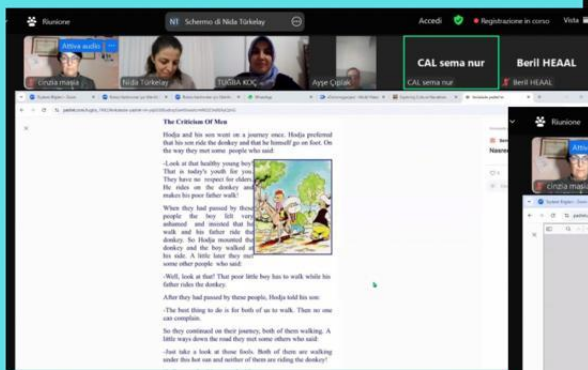 Riunione
NT Schermo di Nida Türkelay
Accedi
Registrazione in corso
Vista
Attiva audio
cinzia masia
Nida Türkelay
TUĞBA KOÇ
Ayşe Çıplak
CAL sema nur
CAL sema nur
Beril HEAAL
Beril HEAAL
WhatsApp
The Criticism Of Men
Hodja and his son went on a journey once. Hodja preferred
that his son ride the donkey and that he himself go on foot. On
the way they met some people who said:
-Look at that healthy young boy!
That is today's youth for you.
They have no respect for elders.
He rides on the donkey and
makes his poor father walk!
When they had passed by these
people the boy felt very
ashamed and insisted that he
walk and his father ride the
donkey. So Hodja mounted the
donkey and the boy walked at
his side. A little later they met
some other people who said:
-Well, look at that! That poor little boy has to walk while his
father rides the donkey.
After they had passed by these people, Hodja told his son:
-The best thing to do is for both of us to walk. Then no one
can complain.
So they continued on their journey, both of them walking. A
little ways down the road they met some others who said:
-Just take a look at those fools. Both of them are walking
under this hot sun and neither of them are riding the donkey!
Riunione
cinzia masia